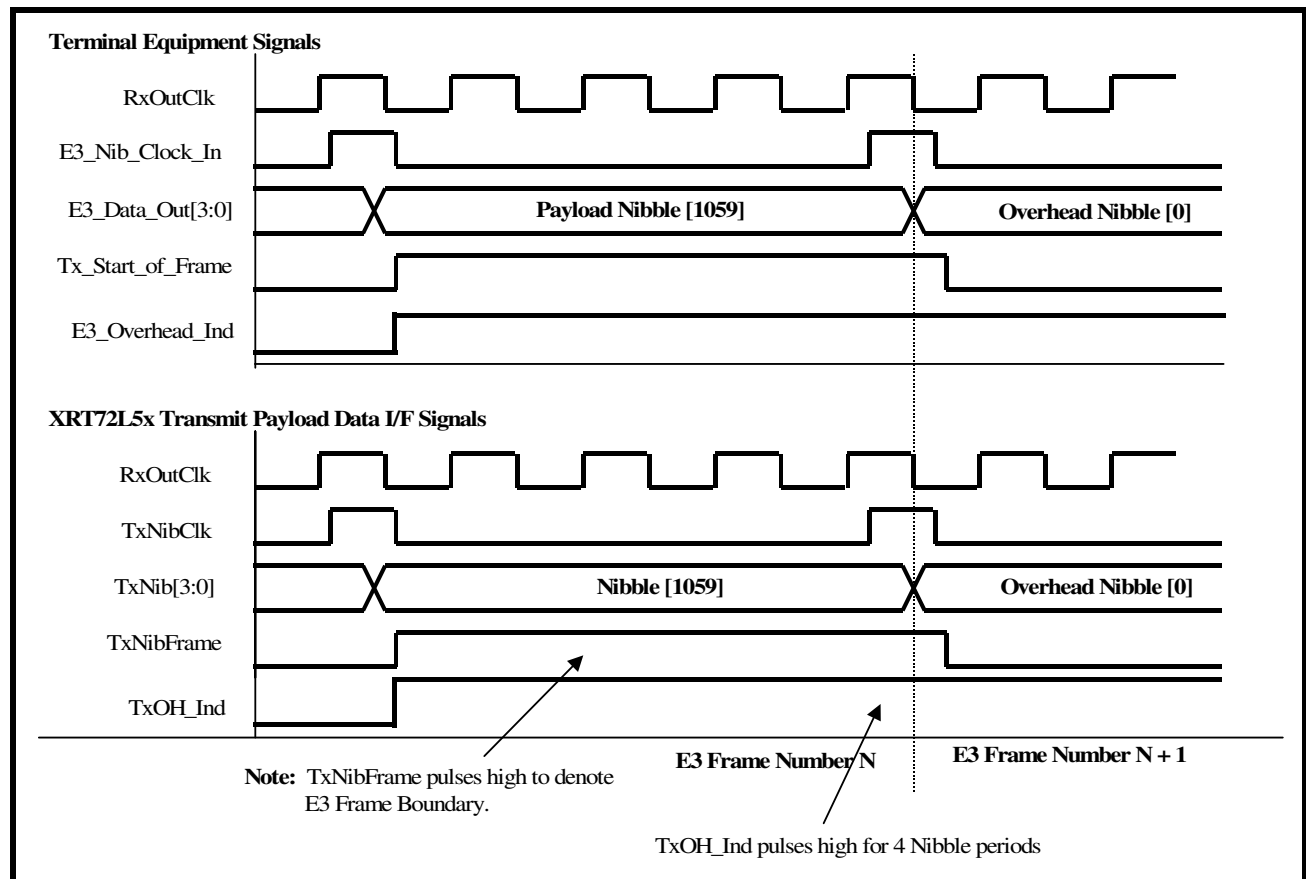 Terminal Equipment Signals
RxOutClk
E3_Nib_Clock_In
E3_Data_Out[3:0]
Payload Nibble [1059]
Overhead Nibble [0]
Tx_Start_of_Frame
E3_Overhead_Ind
XRT72L5x Transmit Payload Data I/F Signals
RxOutClk
TxNibClk
TxNib[3:0]
Nibble [1059]
Overhead Nibble [0]
TxNibFrame
TxOH_Ind
E3 Frame Number N
E3 Frame Number N + 1
Note: TxNibFrame pulses high to denote
E3 Frame Boundary.
TxOH_Ind pulses high for 4 Nibble periods